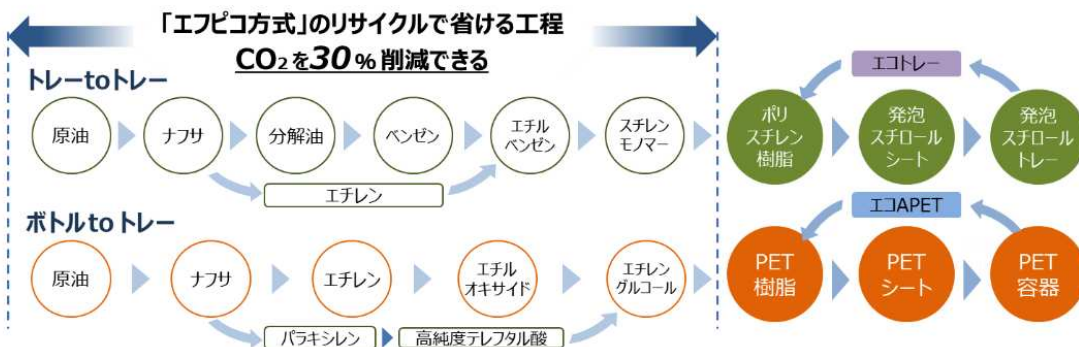 「エフピコ方式」のリサイクルで省ける工程
CO₂を30％削減できる
トレーtoトレー
原油
ナフサ
分解油
ベンゼン
エチル
ベンゼン
スチレン
モノマー
エチレン
エコトレー
ポリ
スチレン
樹脂
発泡
スチロール
シート
発泡
スチロール
トレー
ボトルtoトレー
原油
ナフサ
エチレン
エチル
オキサイド
エチレン
グルコール
パラキシレン
高純度テレフタル酸
エコAPET
PET
樹脂
PET
シート
PET
容器